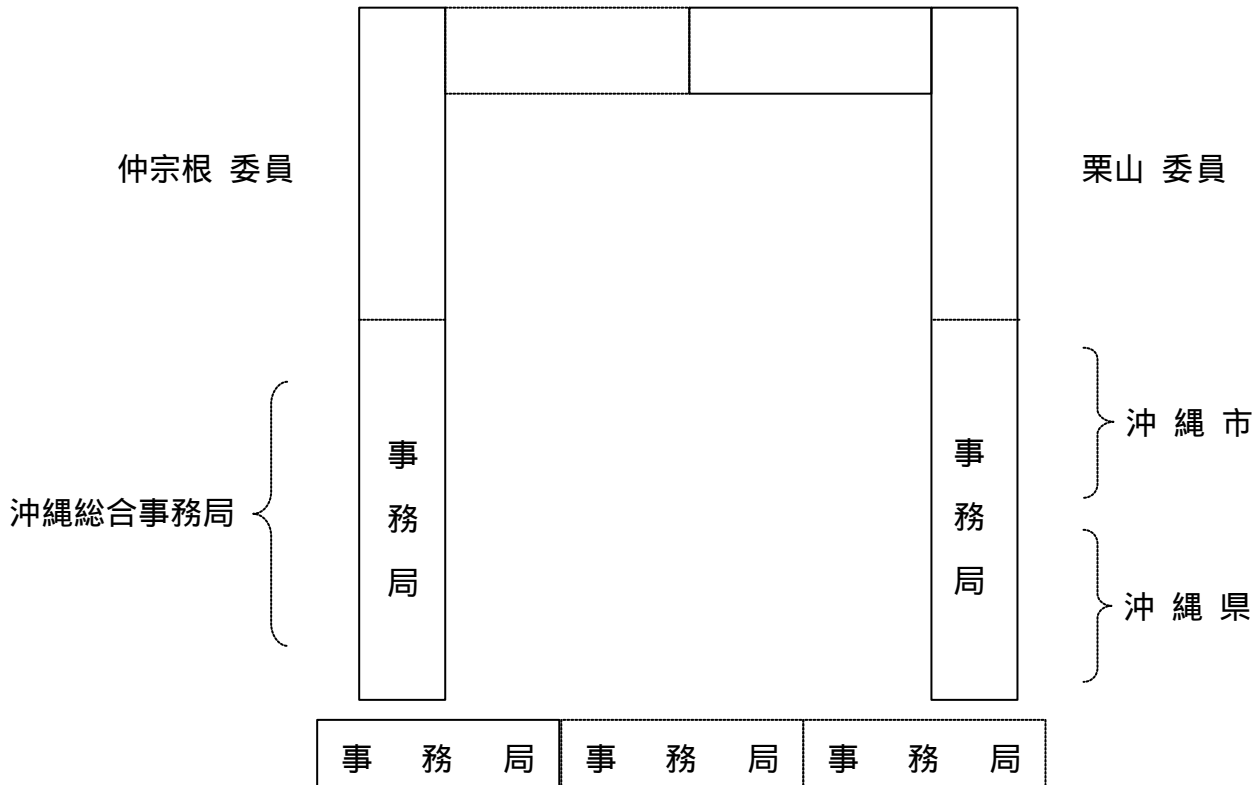 仲宗根 委員
栗山 委員
沖縄総合事務局
事務局
事務局
沖 縄 市
沖 縄 県
事 務 局
事 務 局
事 務 局